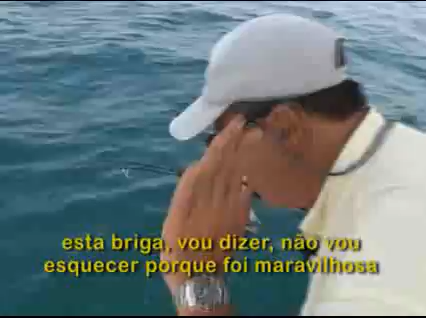 esta briga, vou dizer, não vou
esquecer porque foi maravilhosa